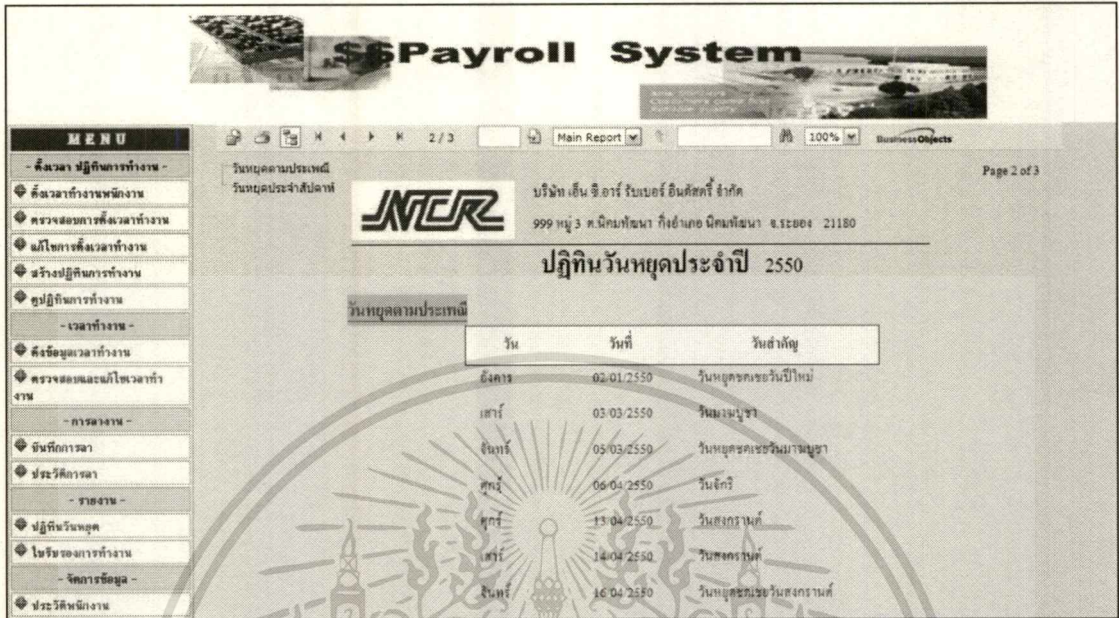 $$Payroll System
2 / 3
Main Report
100%
BusinessObjects
MENU
- ตั้งเวลา ปฏิทินการทำงาน -
ตั้งเวลาทำงานพนักงาน
ตรวจสอบการตั้งเวลาทำงาน
แก้ไขการตั้งเวลาทำงาน
สร้างปฏิทินการทำงาน
ดูปฏิทินการทำงาน
- เวลาทำงาน -
ดึงข้อมูลเวลาทำงาน
ตรวจสอบและแก้ไขเวลาทำ
งาน
- การลางาน -
บันทึกการลา
ประวัติการลา
- รายงาน -
ปฏิทินวันหยุด
ใบรับรองการทำงาน
- จัดการข้อมูล -
ประวัติพนักงาน
วันหยุดตามประเพณี
วันหยุดประจำสัปดาห์
Page 2 of 3
NTCR
บริษัท เอ็น ซี.อาร์ รับเบอร์ อินดัสตรี้ จำกัด
999 หมู่ 3 ต.นิคมพัฒนา กิ่งอำเภอ นิคมพัฒนา จ.ระยอง 21180
ปฏิทินวันหยุดประจำปี 2550
วันหยุดตามประเพณี
วัน วันที่ วันสำคัญ
อังคาร 02/01/2550 วันหยุดชดเชยวันปีใหม่
เสาร์ 03/03/2550 วันมาฆบูชา
จันทร์ 05/03/2550 วันหยุดชดเชยวันมาฆบูชา
ศุกร์ 06/04/2550 วันจักรี
ศุกร์ 13/04/2550 วันสงกรานต์
เสาร์ 14/04/2550 วันสงกรานต์
จันทร์ 16/04/2550 วันหยุดชดเชยวันสงกรานต์